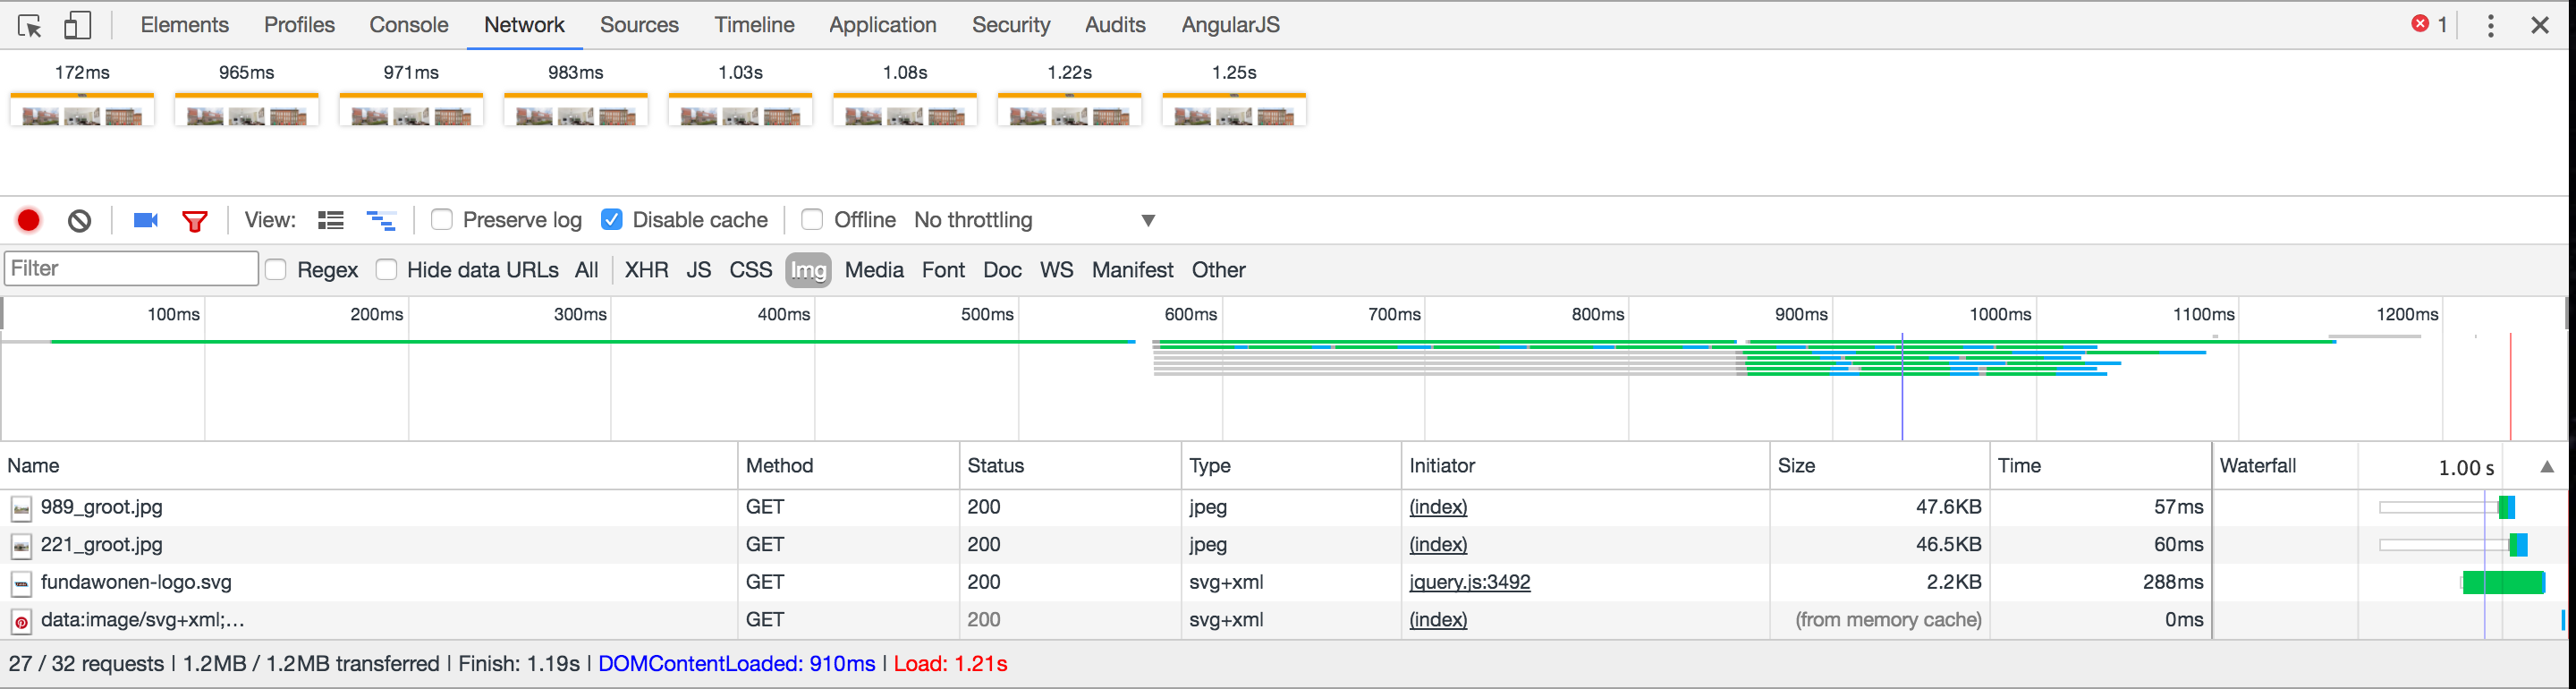 Elements Profiles Console Network Sources Timeline Application Security Audits AngularJS 1
172ms 965ms 971ms 983ms 1.03s 1.08s 1.22s 1.25s
View: Preserve log Disable cache Offline No throttling
Filter Regex Hide data URLs All XHR JS CSS Img Media Font Doc WS Manifest Other
100ms 200ms 300ms 400ms 500ms 600ms 700ms 800ms 900ms 1000ms 1100ms 1200ms
Name Method Status Type Initiator Size Time Waterfall 1.00 s
989_groot.jpg GET 200 jpeg (index) 47.6KB 57ms
221_groot.jpg GET 200 jpeg (index) 46.5KB 60ms
fundawonen-logo.svg GET 200 svg+xml jquery.js:3492 2.2KB 288ms
data:image/svg+xml;... GET 200 svg+xml (index) (from memory cache) 0ms
27 / 32 requests | 1.2MB / 1.2MB transferred | Finish: 1.19s | DOMContentLoaded: 910ms | Load: 1.21s